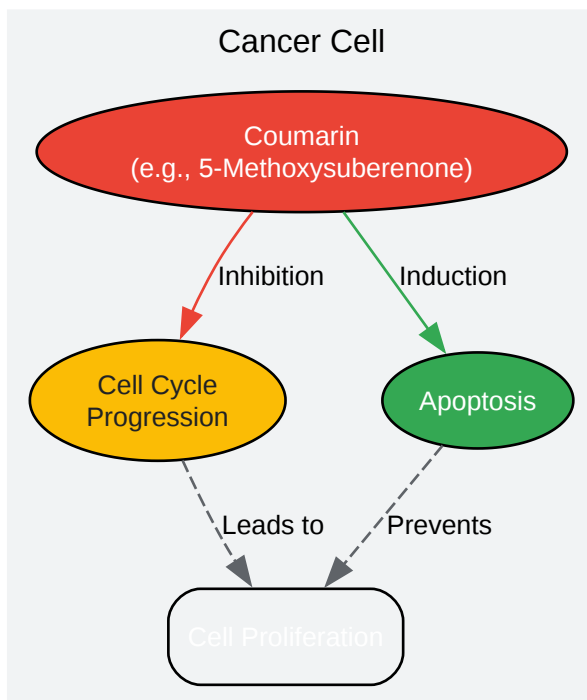 Cancer Cell
Coumarin
(e.g., 5-Methoxysuberenone)
Inhibition
Induction
Cell Cycle
Progression
Apoptosis
Leads to
Prevents
Cell Proliferation